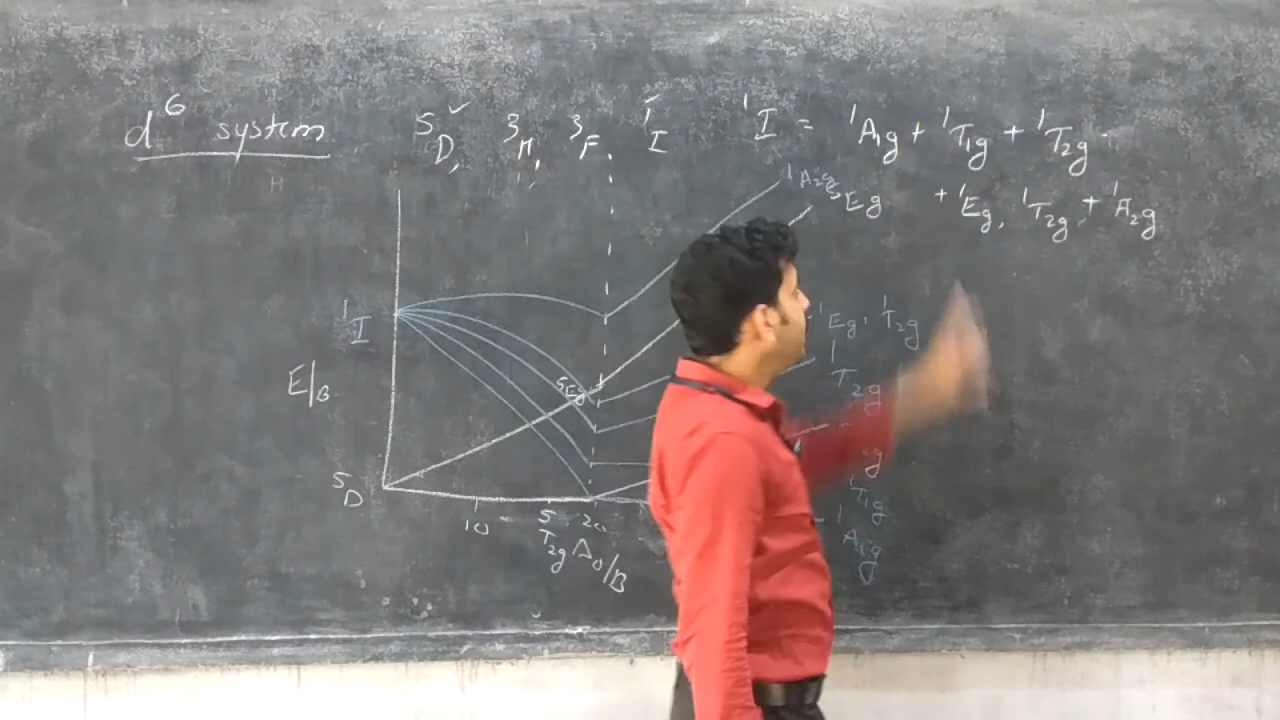 d⁶ system ⁵D, ³H, ³F, ¹I ¹I = ¹A₁g + ¹T₁g + ¹T₂g
+ ¹Eg, ¹T₂g + ¹A₂g
¹A₂g
⁵Eg
¹I
¹Eg, ¹T₂g
E/B
⁵Eg
¹T₂g
g
⁵D
¹T₁g
10 20
⁵T₂g Δ₀/B
¹A₁g